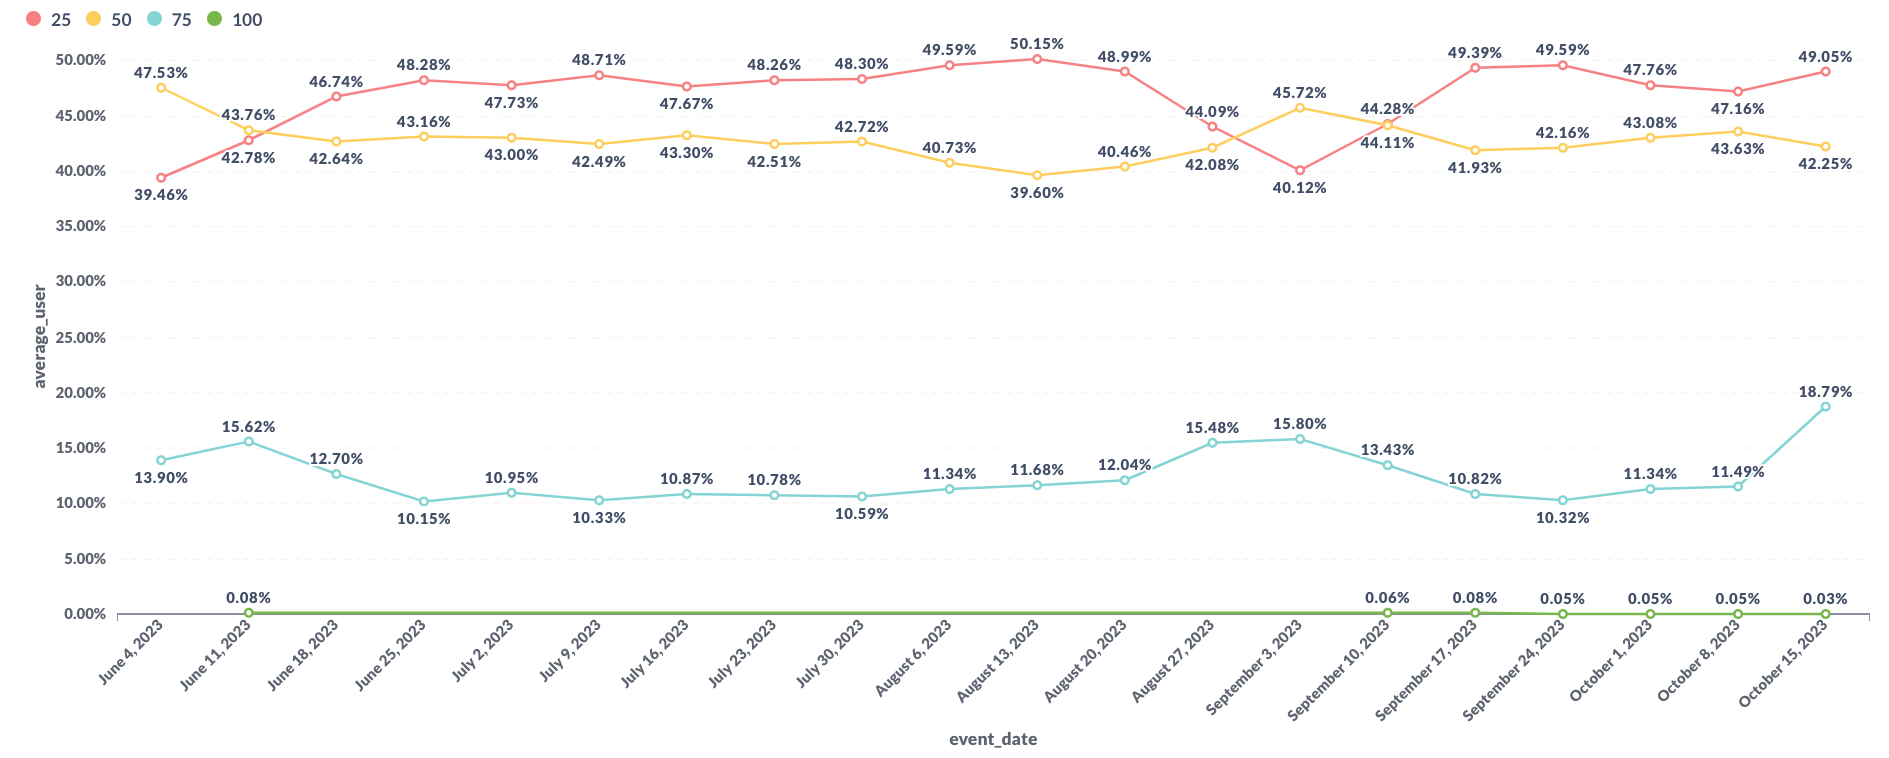 25 50 75 100
50.00%
45.00%
40.00%
35.00%
30.00%
25.00%
20.00%
15.00%
10.00%
5.00%
0.00%
average_user
39.46% 42.78% 46.74% 48.28% 47.73% 48.71% 47.67% 48.26% 48.30% 49.59% 50.15% 48.99% 44.09% 40.12% 44.28% 49.39% 49.59% 47.76% 47.16% 49.05%
47.53% 43.76% 42.64% 43.16% 43.00% 42.49% 43.30% 42.51% 42.72% 40.73% 39.60% 40.46% 42.08% 45.72% 44.11% 41.93% 42.16% 43.08% 43.63% 42.25%
13.90% 15.62% 12.70% 10.15% 10.95% 10.33% 10.87% 10.78% 10.59% 11.34% 11.68% 12.04% 15.48% 15.80% 13.43% 10.82% 10.32% 11.34% 11.49% 18.79%
0.08% 0.06% 0.08% 0.05% 0.05% 0.05% 0.03%
June 4, 2023
June 11, 2023
June 18, 2023
June 25, 2023
July 2, 2023
July 9, 2023
July 16, 2023
July 23, 2023
July 30, 2023
August 6, 2023
August 13, 2023
August 20, 2023
August 27, 2023
September 3, 2023
September 10, 2023
September 17, 2023
September 24, 2023
October 1, 2023
October 8, 2023
October 15, 2023
event_date